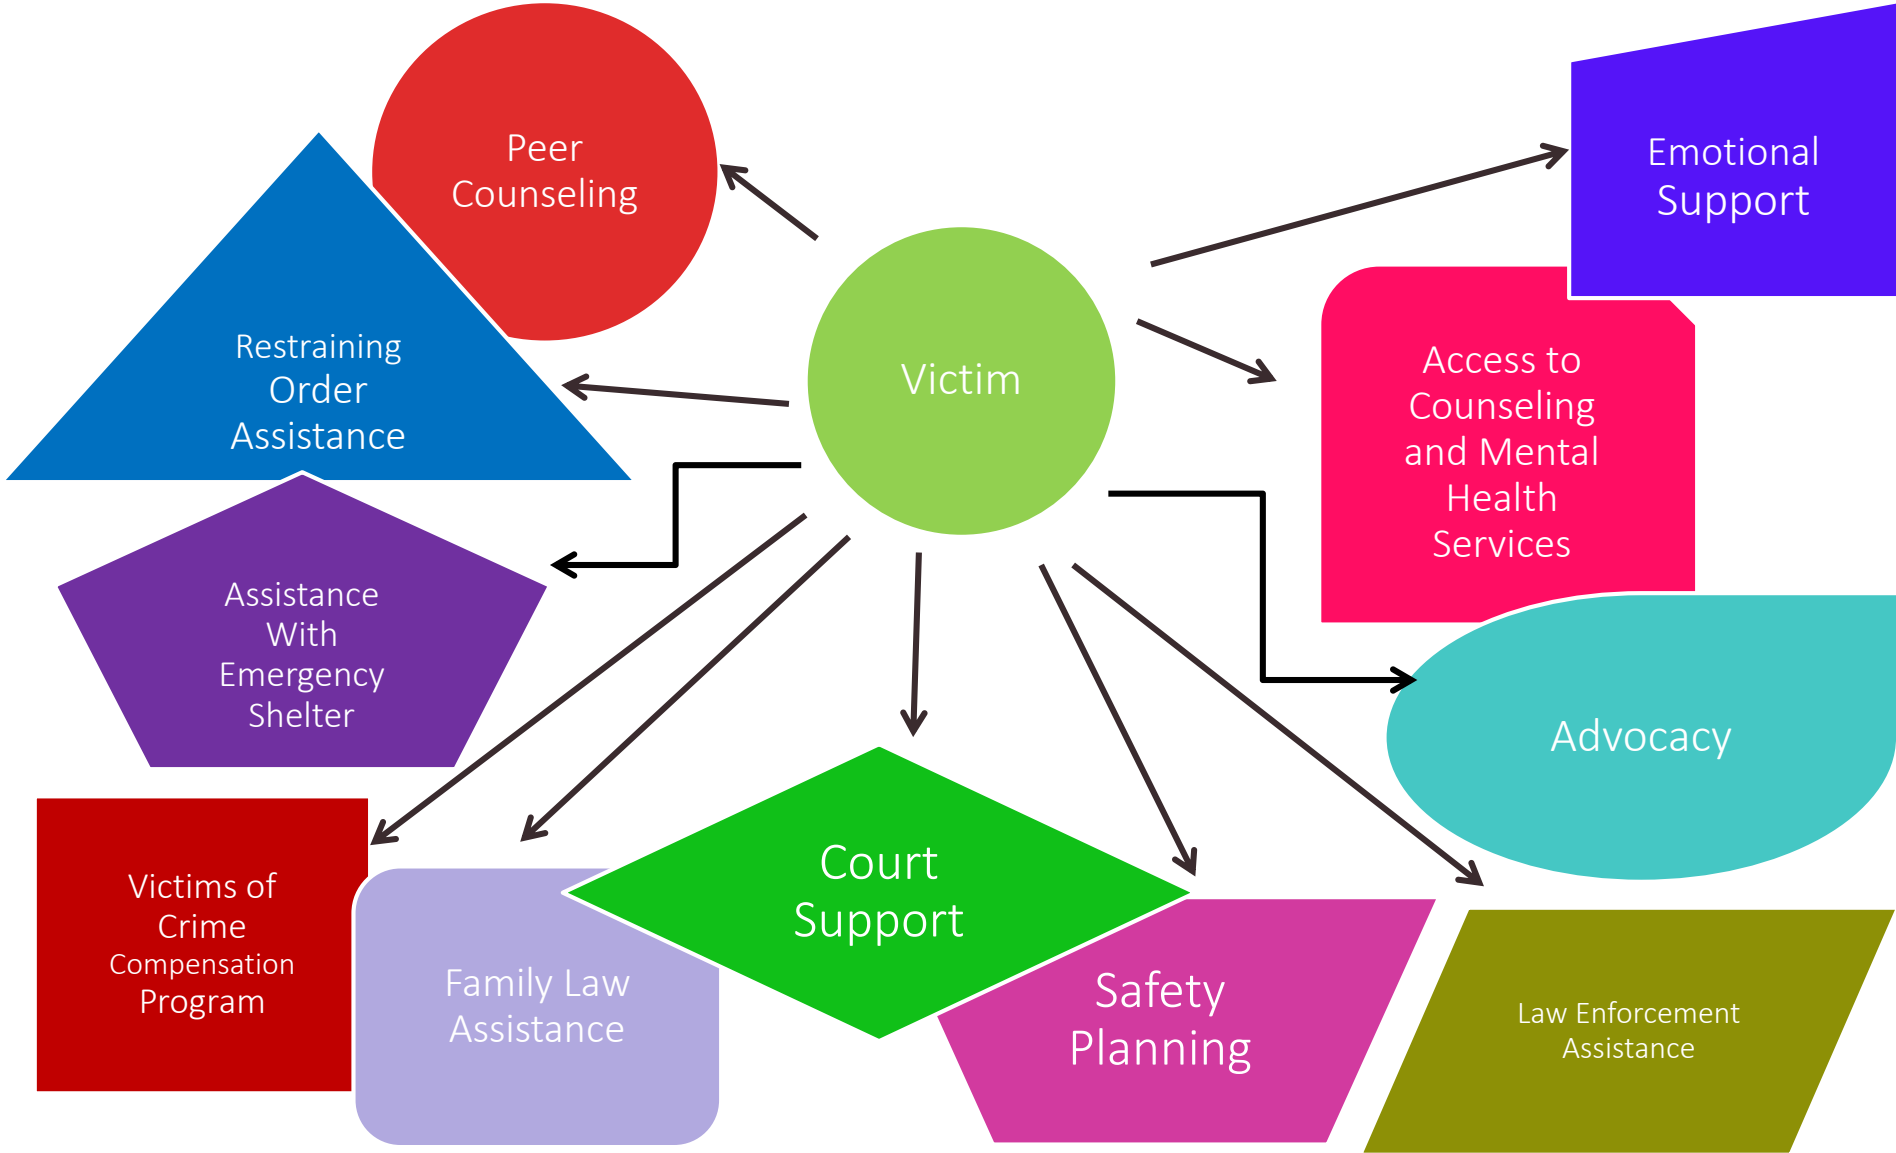 Peer
Counseling
Emotional
Support
Restraining
Order
Assistance
Victim
Access to
Counseling
and Mental
Health
Services
Assistance
With
Emergency
Shelter
Advocacy
Victims of
Crime
Compensation
Program
Family Law
Assistance
Court
Support
Safety
Planning
Law Enforcement
Assistance